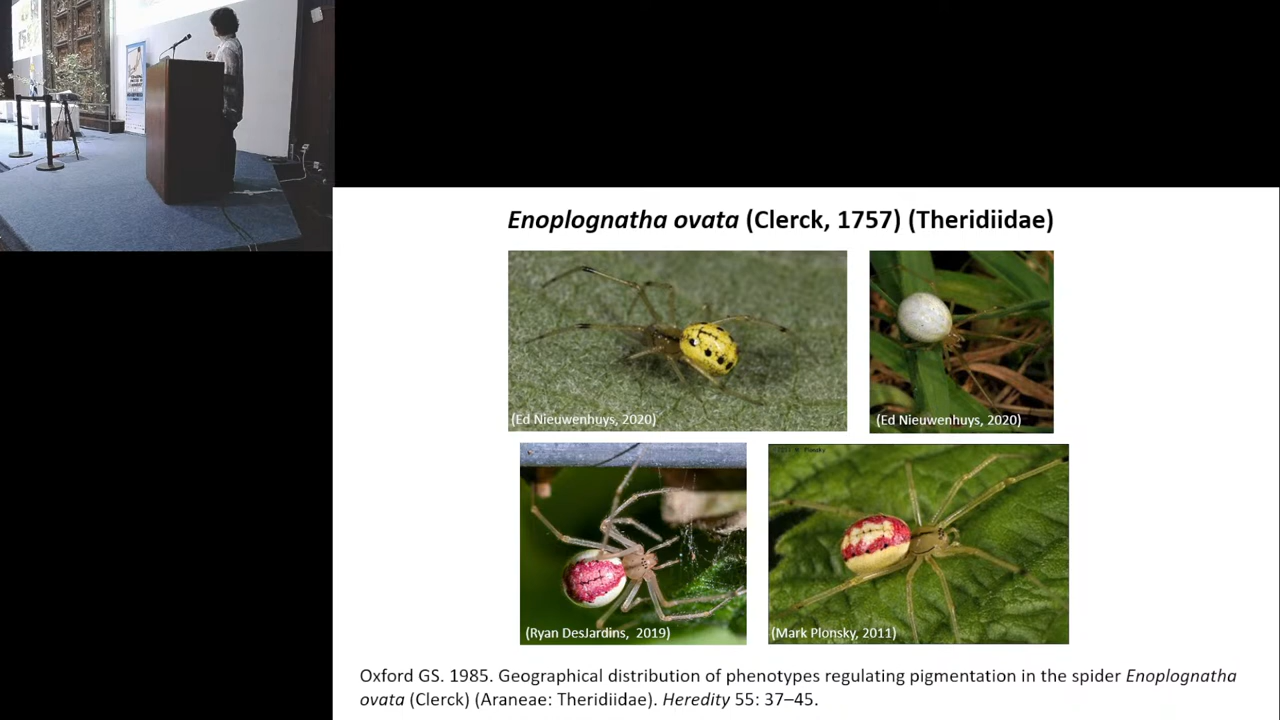 Enoplognatha ovata (Clerck, 1757) (Theridiidae)
(Ed Nieuwenhuys, 2020)
(Ed Nieuwenhuys, 2020)
(Ryan DesJardins, 2019)
(Mark Plonsky, 2011)
Oxford GS. 1985. Geographical distribution of phenotypes regulating pigmentation in the spider Enoplognatha
ovata (Clerck) (Araneae: Theridiidae). Heredity 55: 37–45.